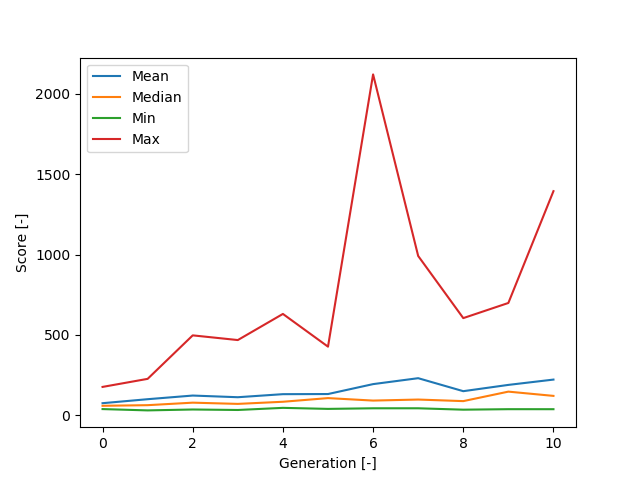 Mean
Median
Min
Max
2000
1500
1000
500
0
Score [-]
0 2 4 6 8 10
Generation [-]